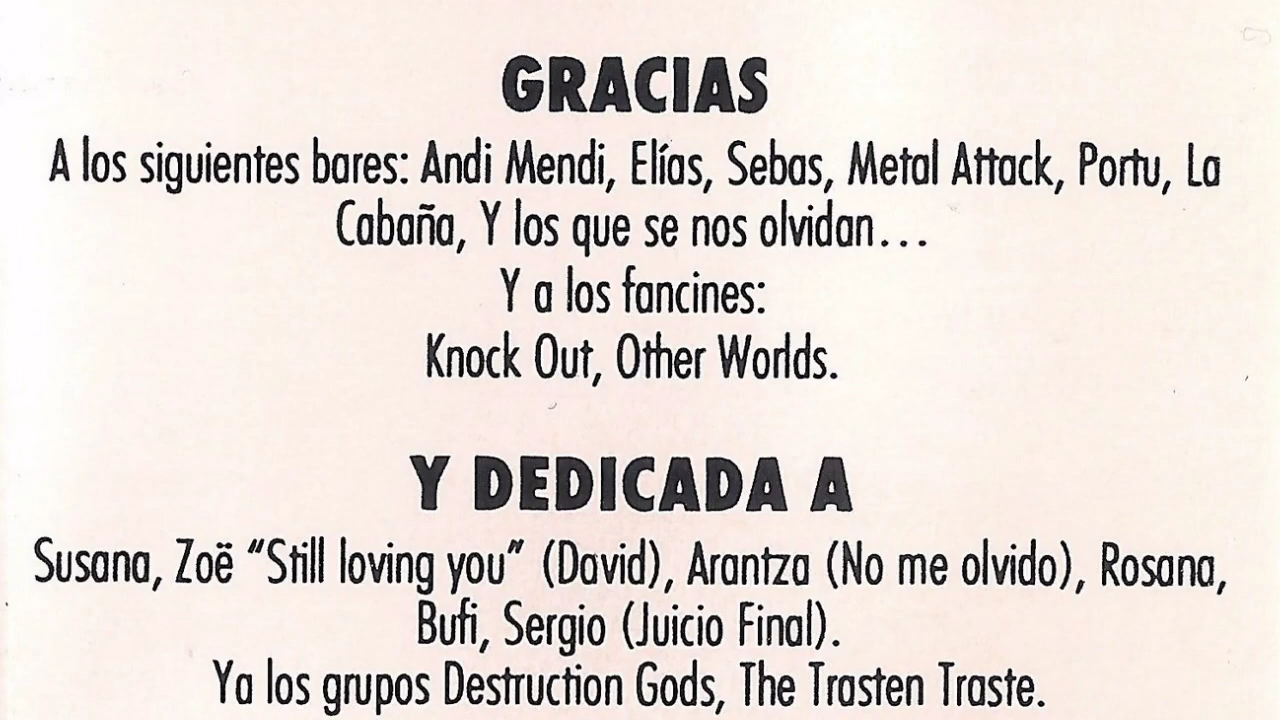 GRACIAS
A los siguientes bares: Andi Mendi, Elías, Sebas, Metal Attack, Portu, La
Cabaña, Y los que se nos olvidan...
Y a los fancines:
Knock Out, Other Worlds.
Y DEDICADA A
Susana, Zoë “Still loving you” (David), Arantza (No me olvido), Rosana,
Bufi, Sergio (Juicio Final).
Ya los grupos Destruction Gods, The Trasten Traste.